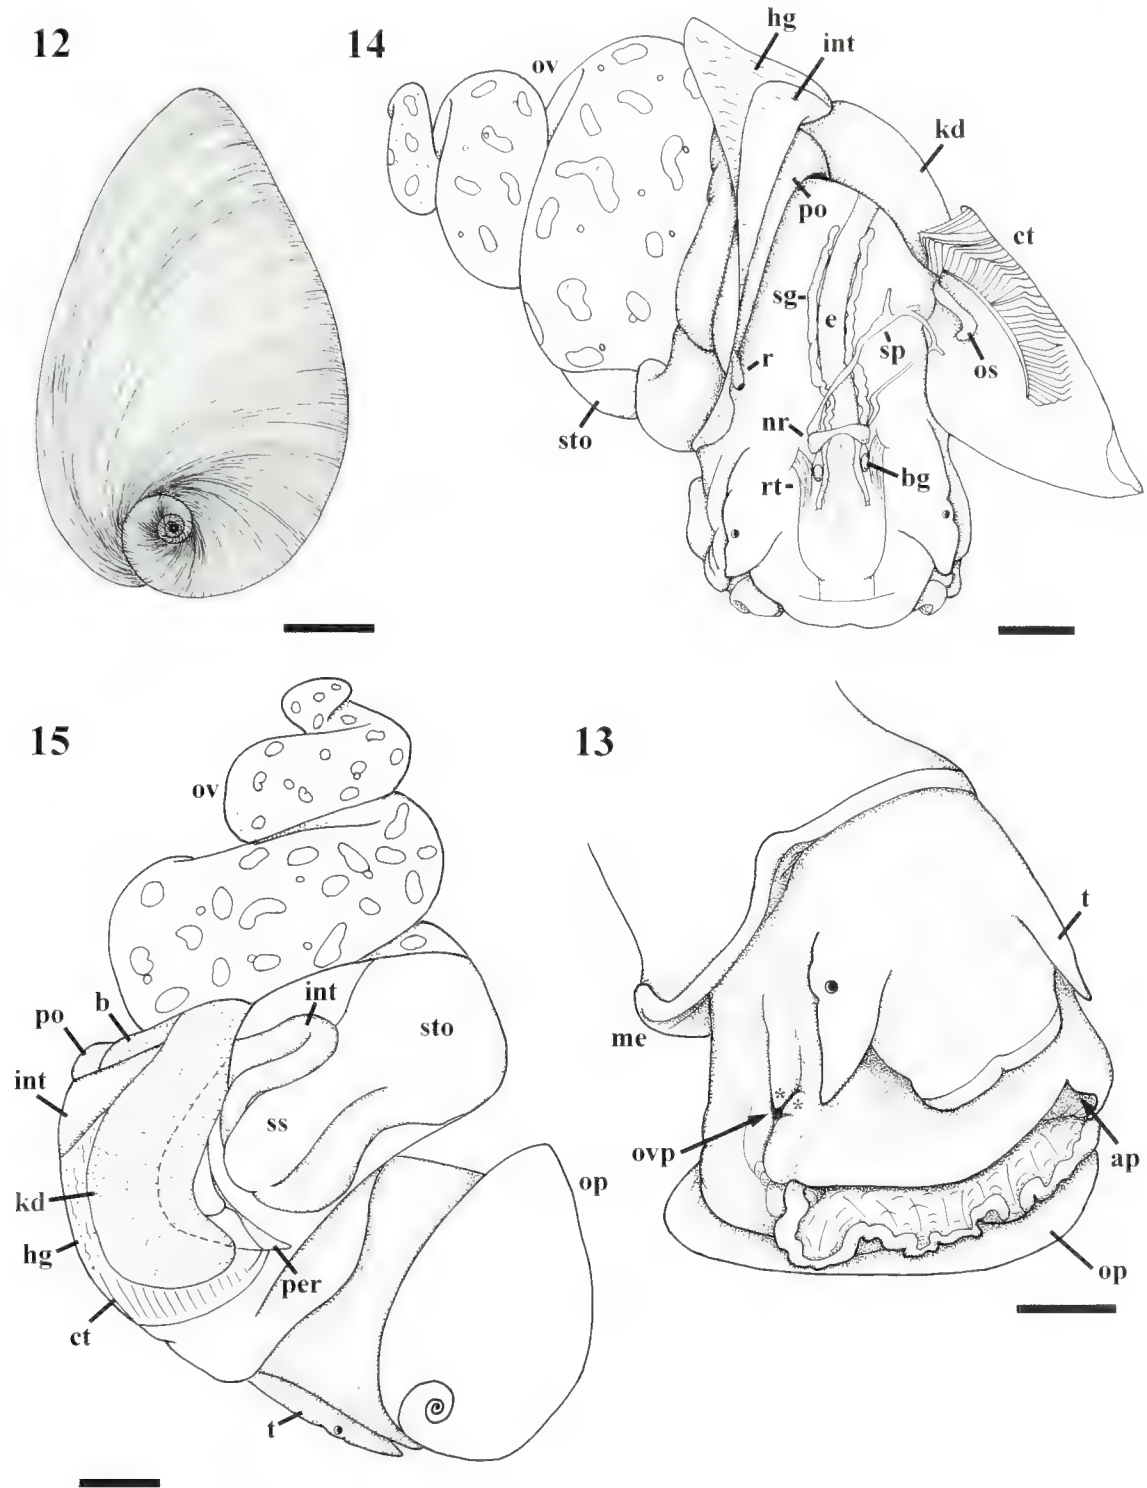 12
14
hg
int
ov
kd
po
ct
sg
e
sp
os
r
nr
sto
rt
bg
15
ov
int
b
po
sto
int
ss
kd
hg
per
ct
op
t
13
t
me
* *
ovp
ap
op